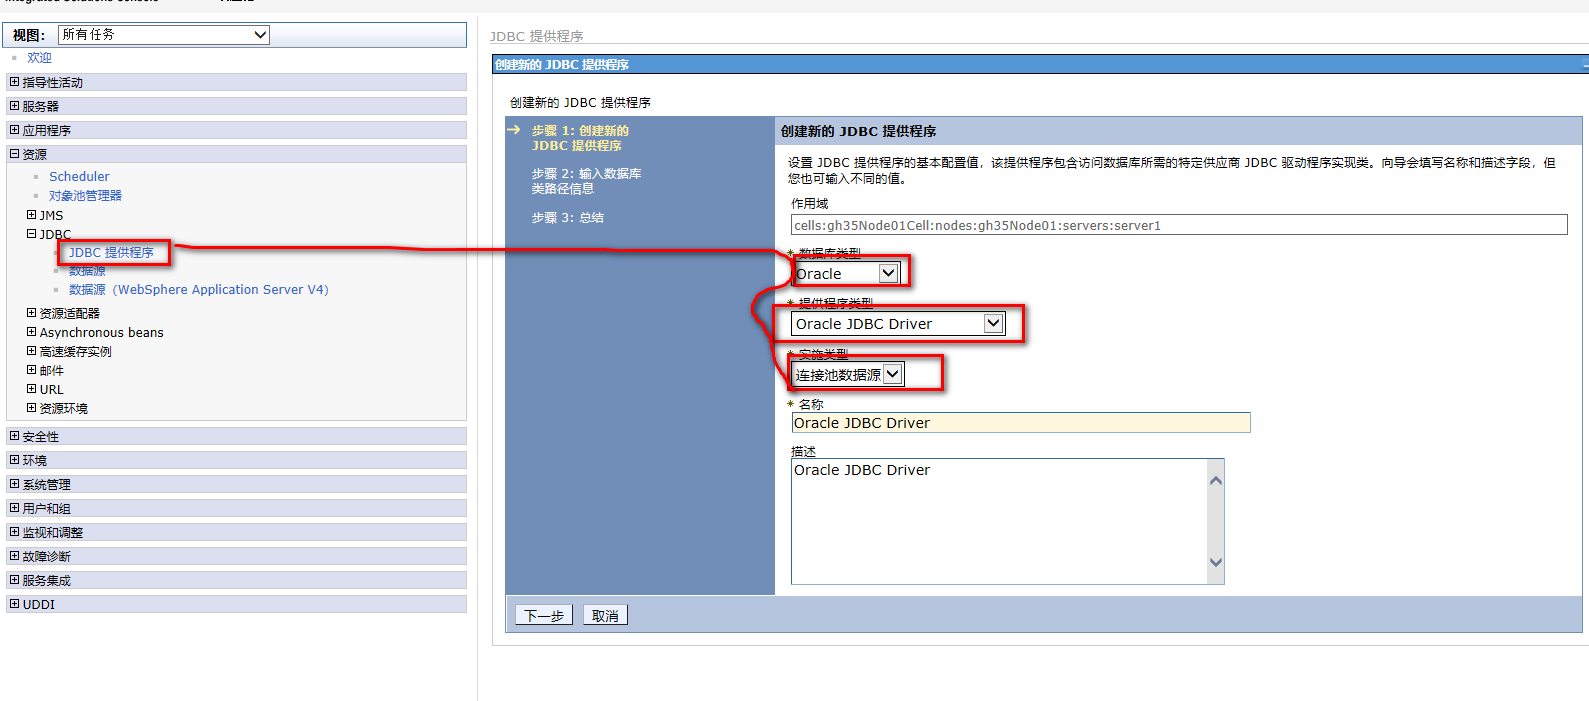 视图：
所有任务
欢迎
指导性活动
服务器
应用程序
资源
Scheduler
对象池管理器
JMS
JDBC
JDBC 提供程序
数据源
数据源（WebSphere Application Server V4）
资源适配器
Asynchronous beans
高速缓存实例
邮件
URL
资源环境
安全性
环境
系统管理
用户和组
监视和调整
故障诊断
服务集成
UDDI
JDBC 提供程序
创建新的 JDBC 提供程序
创建新的 JDBC 提供程序
步骤 1：创建新的
JDBC 提供程序
步骤 2：输入数据库
类路径信息
步骤 3：总结
创建新的 JDBC 提供程序
设置 JDBC 提供程序的基本配置值，该提供程序包含访问数据库所需的特定供应商 JDBC 驱动程序实现类。向导会填写名称和描述字段，但
您也可输入不同的值。
作用域
cells:gh35Node01Cell:nodes:gh35Node01:servers:server1
* 数据库类型
Oracle
* 提供程序类型
Oracle JDBC Driver
* 实施类型
连接池数据源
* 名称
Oracle JDBC Driver
描述
Oracle JDBC Driver
下一步
取消